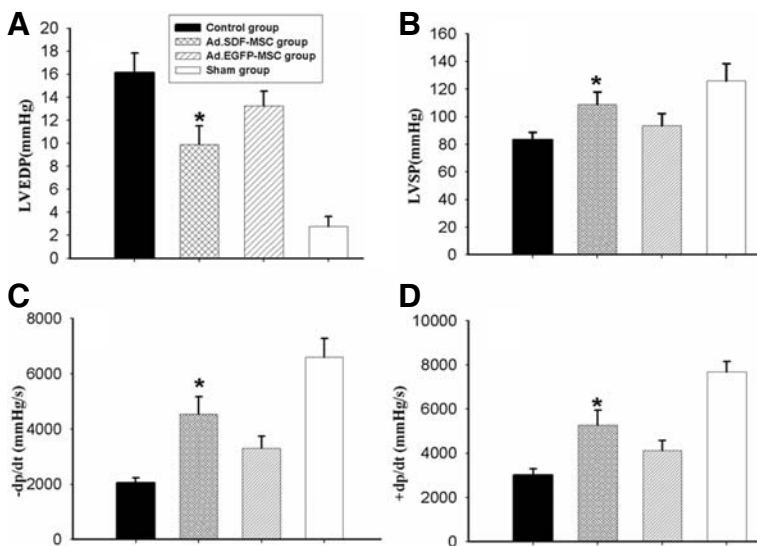 A
LVEDP(mmHg)
18
16
14
12
10
8
6
4
2
0
*
Control group
Ad.SDF-MSC group
Ad.EGFP-MSC group
Sham group
B
LVSP(mmHg)
160
140
120
100
80
60
40
20
0
*
C
-dp/dt (mmHg/s)
8000
6000
4000
2000
0
*
D
+dp/dt (mmHg/s)
10000
8000
6000
4000
2000
0
*